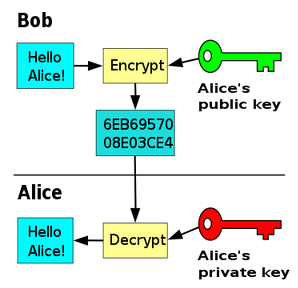 Bob
Hello
Alice!
Encrypt
Alice's
public key
6EB69570
08E03CE4
Alice
Hello
Alice!
Decrypt
Alice's
private key